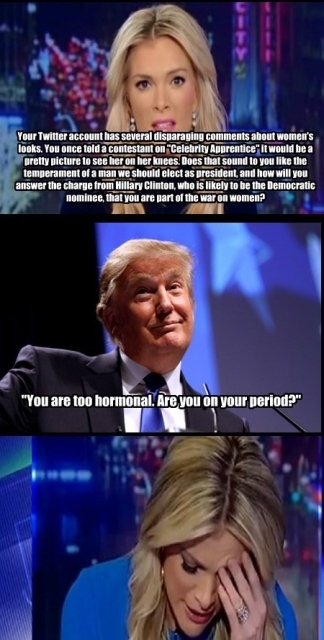 CITY
Your Twitter account has several disparaging comments about women's
looks. You once told a contestant on "Celebrity Apprentice" it would be a
pretty picture to see her on her knees. Does that sound to you like the
temperament of a man we should elect as president, and how will you
answer the charge from Hillary Clinton, who is likely to be the Democratic
nominee, that you are part of the war on women?
"You are too hormonal. Are you on your period?"